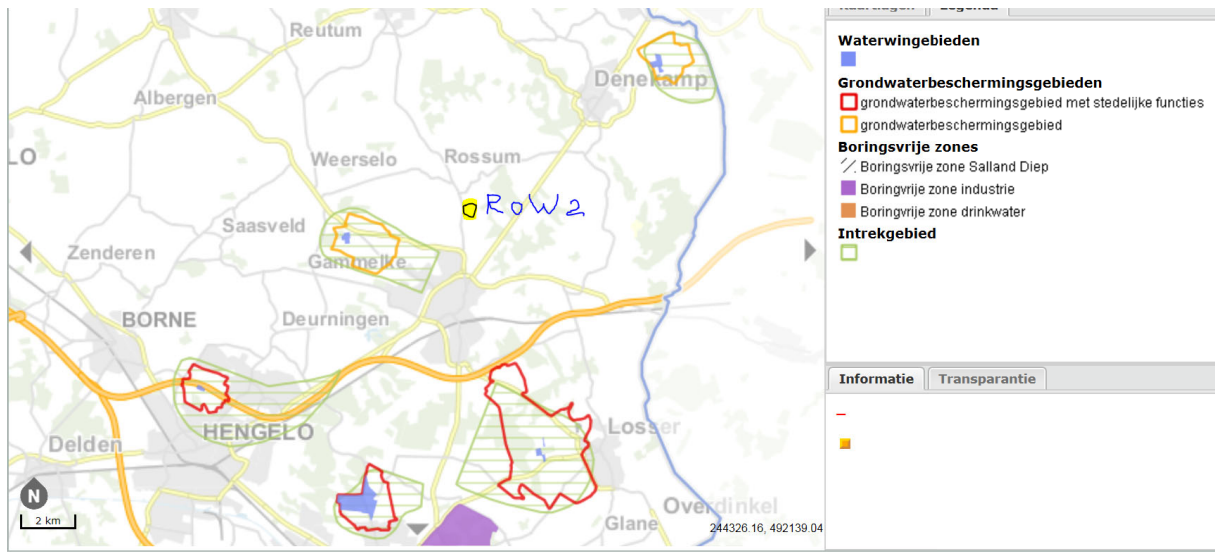 Kaartlagen Legenda
Reutum
Albergen
Denekamp
LO
Weerselo
Rossum
RoW2
Saasveld
Zenderen
Gammelke
BORNE
Deurningen
HENGELO
Delden
Losser
Overdinkel
Glane
N
2 km
244326.16, 492139.04
Waterwingebieden
Grondwaterbeschermingsgebieden
grondwaterbeschermingsgebied met stedelijke functies
grondwaterbeschermingsgebied
Boringsvrije zones
Boringsvrije zone Salland Diep
Boringvrije zone industrie
Boringvrije zone drinkwater
Intrekgebied
Informatie Transparantie